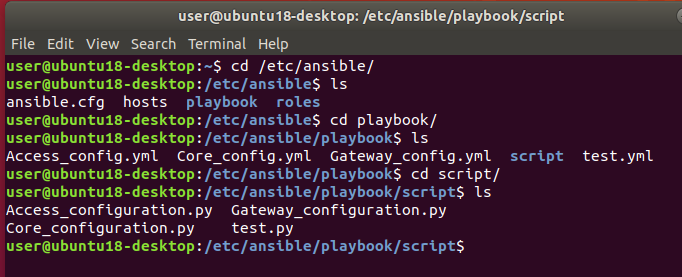 user@ubuntu18-desktop: /etc/ansible/playbook/script
File Edit View Search Terminal Help
user@ubuntu18-desktop:~$ cd /etc/ansible/
user@ubuntu18-desktop:/etc/ansible$ ls
ansible.cfg  hosts  playbook  roles
user@ubuntu18-desktop:/etc/ansible$ cd playbook/
user@ubuntu18-desktop:/etc/ansible/playbook$ ls
Access_config.yml  Core_config.yml  Gateway_config.yml  script  test.yml
user@ubuntu18-desktop:/etc/ansible/playbook$ cd script/
user@ubuntu18-desktop:/etc/ansible/playbook/script$ ls
Access_configuration.py  Gateway_configuration.py
Core_configuration.py    test.py
user@ubuntu18-desktop:/etc/ansible/playbook/script$